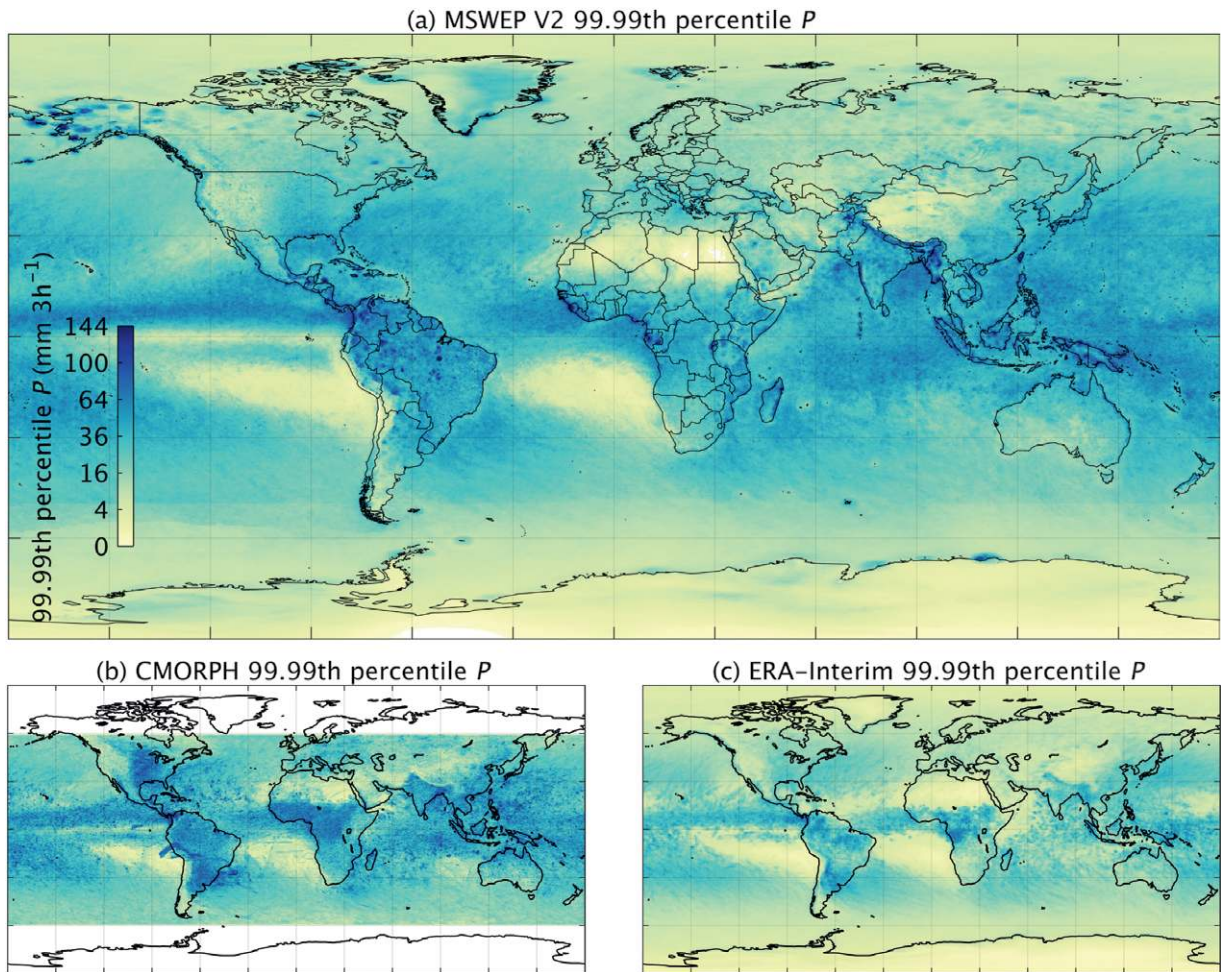 (a) MSWEP V2 99.99th percentile P
99.99th percentile P (mm 3h⁻¹)
144
100
64
36
16
4
0
(b) CMORPH 99.99th percentile P
(c) ERA–Interim 99.99th percentile P